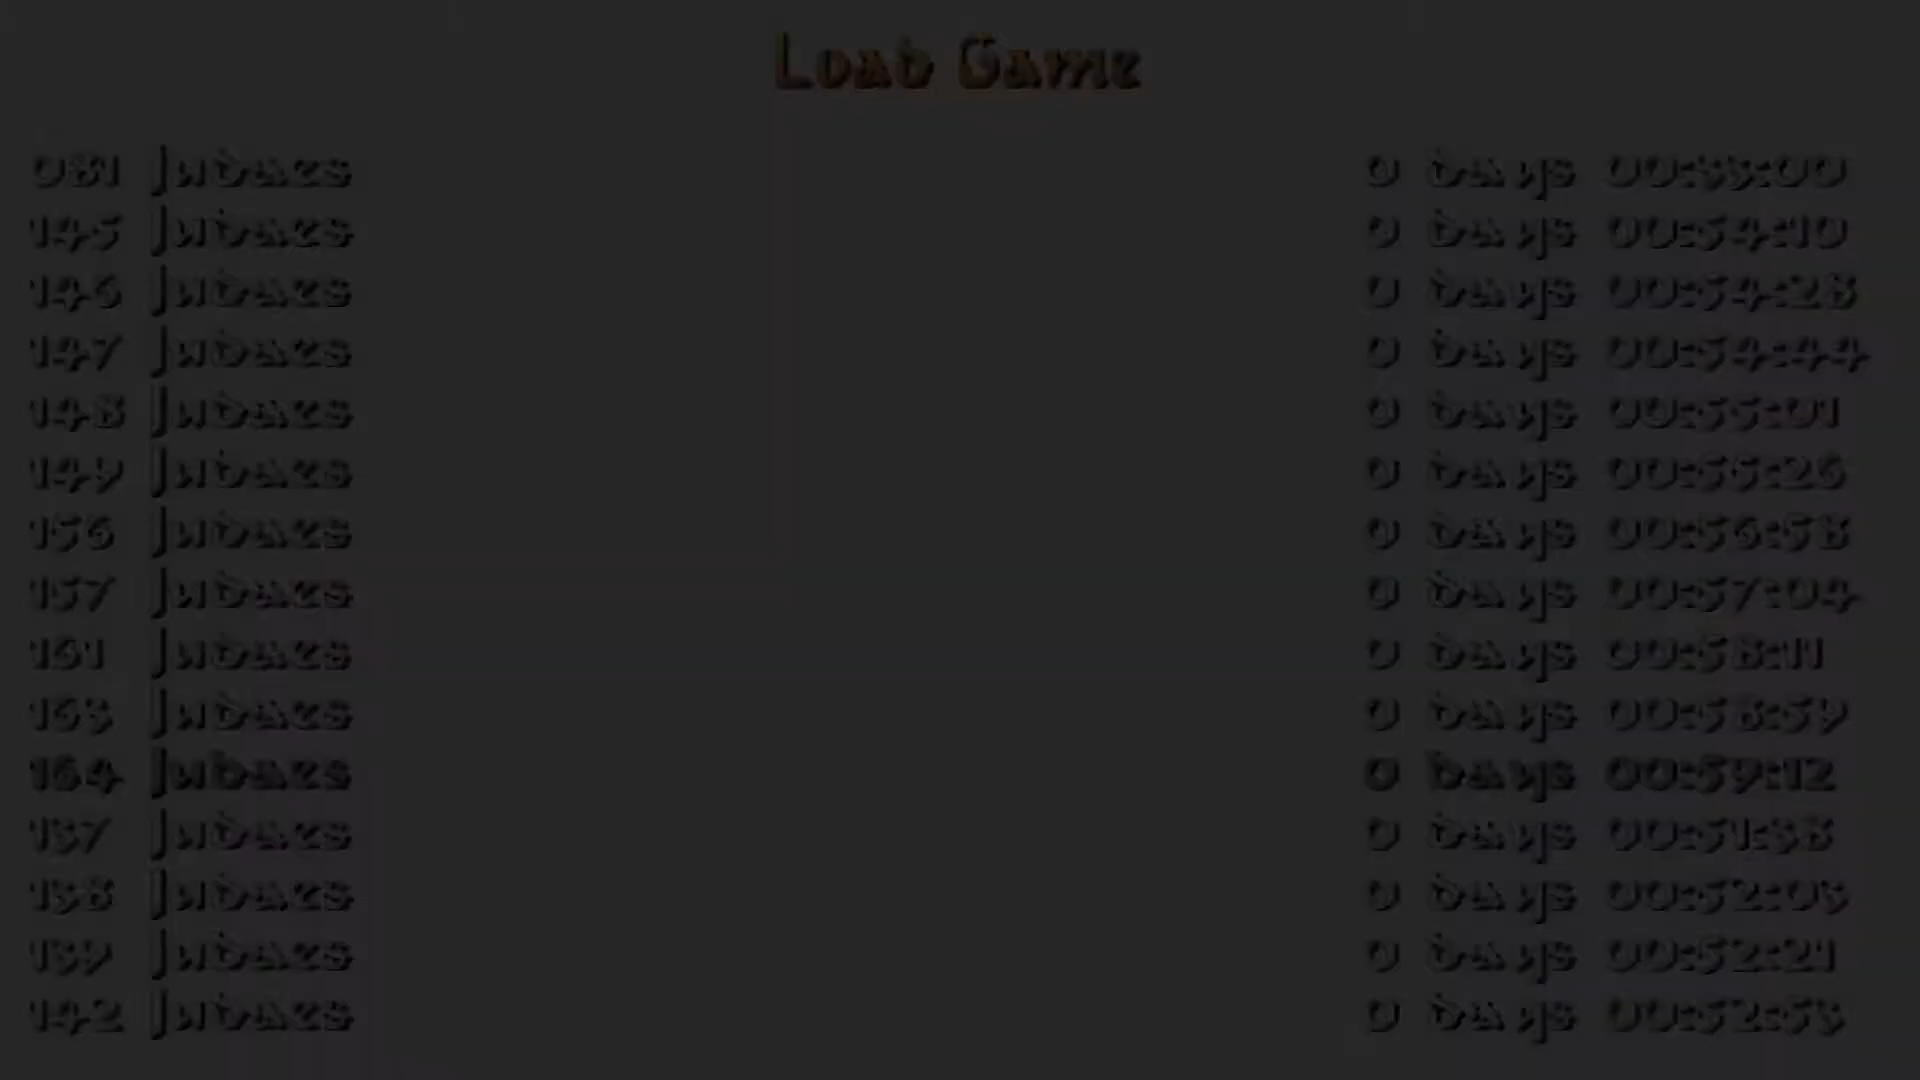 Load Game
081 Judaes 0 days 00:33:00
145 Judaes 0 days 00:54:10
146 Judaes 0 days 00:54:28
147 Judaes 0 days 00:54:44
148 Judaes 0 days 00:55:01
149 Judaes 0 days 00:55:26
156 Judaes 0 days 00:56:58
157 Judaes 0 days 00:57:04
161 Judaes 0 days 00:58:11
163 Judaes 0 days 00:58:59
164 Judaes 0 days 00:59:12
137 Judaes 0 days 00:51:38
138 Judaes 0 days 00:52:03
139 Judaes 0 days 00:52:21
142 Judaes 0 days 00:52:53